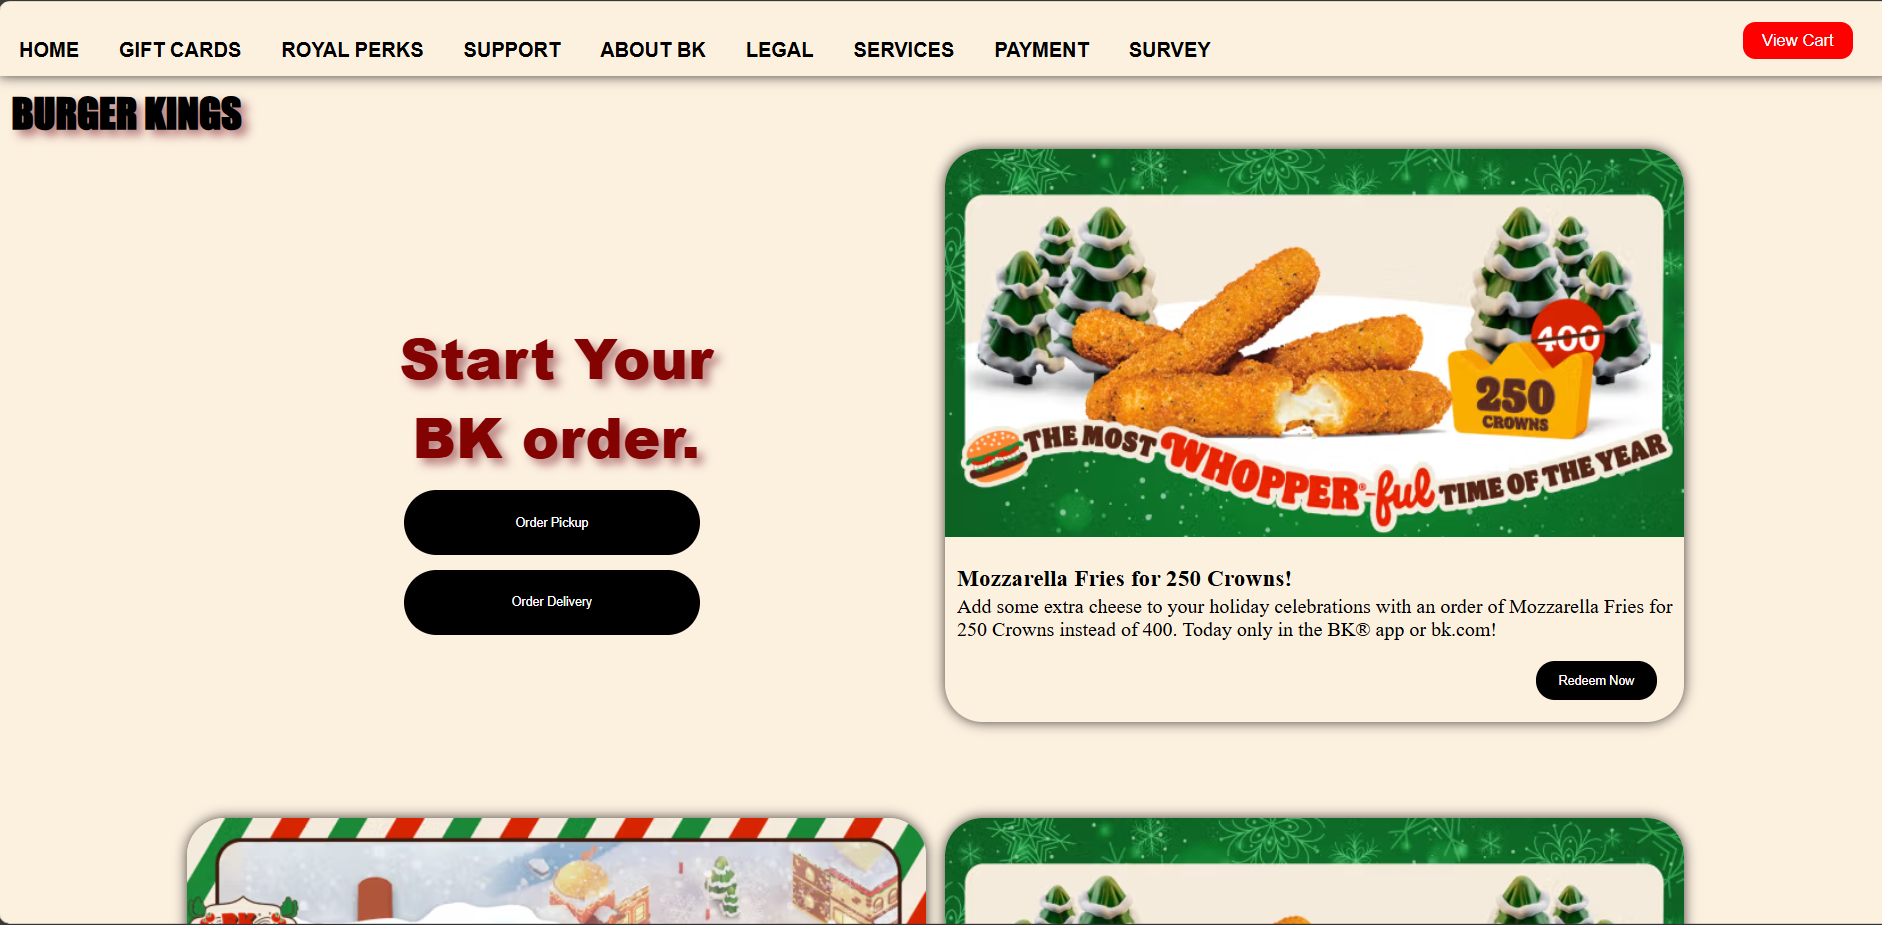 HOME GIFT CARDS ROYAL PERKS SUPPORT ABOUT BK LEGAL SERVICES PAYMENT SURVEY View Cart
BURGER KINGS
Start Your
BK order.
Order Pickup
Order Delivery
400
250
CROWNS
THE MOST WHOPPER®-ful TIME OF THE YEAR
Mozzarella Fries for 250 Crowns!
Add some extra cheese to your holiday celebrations with an order of Mozzarella Fries for
250 Crowns instead of 400. Today only in the BK® app or bk.com!
Redeem Now
BK